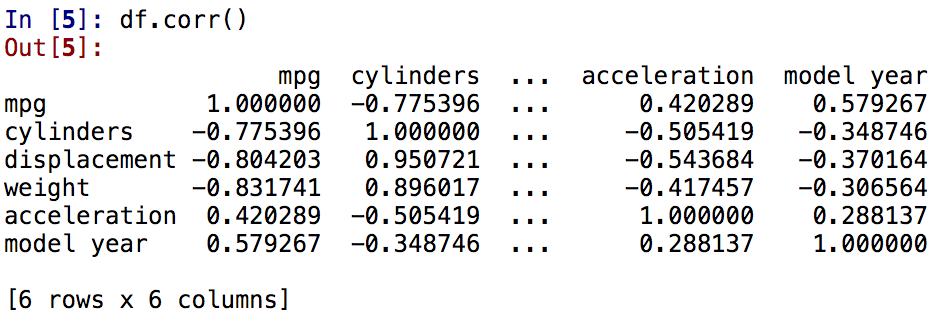 In [5]: df.corr()
Out[5]:
                   mpg  cylinders  ...  acceleration  model year
mpg           1.000000  −0.775396  ...      0.420289    0.579267
cylinders    −0.775396   1.000000  ...     −0.505419   −0.348746
displacement −0.804203   0.950721  ...     −0.543684   −0.370164
weight       −0.831741   0.896017  ...     −0.417457   −0.306564
acceleration  0.420289  −0.505419  ...      1.000000    0.288137
model year    0.579267  −0.348746  ...      0.288137    1.000000
[6 rows x 6 columns]